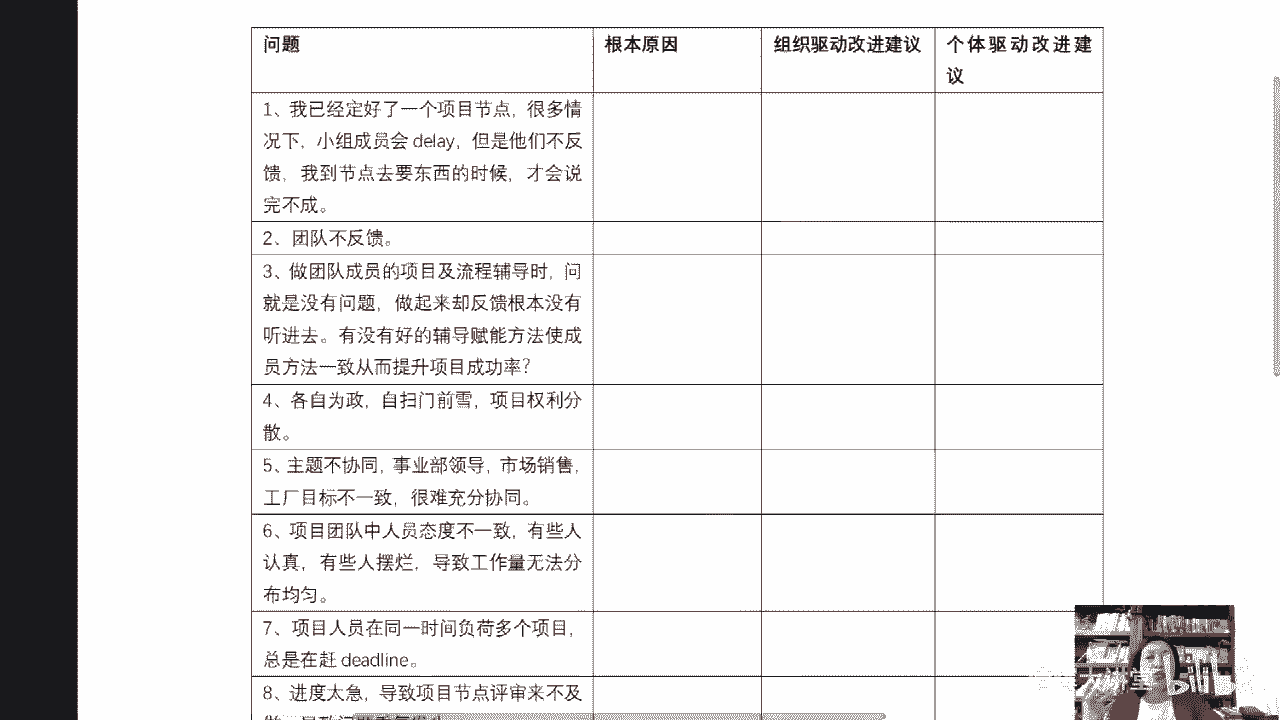 问题 根本原因 组织驱动改进建议 个体驱动改进建
议
1、我已经定好了一个项目节点，很多情
况下，小组成员会 delay，但是他们不反
馈，我到节点去要东西的时候，才会说
完不成。
2、团队不反馈。
3、做团队成员的项目及流程辅导时，问
就是没有问题，做起来却反馈根本没有
听进去。有没有好的辅导赋能方法使成
员方法一致从而提升项目成功率？
4、各自为政，自扫门前雪，项目权利分
散。
5、主题不协同，事业部领导，市场销售，
工厂目标不一致，很难充分协同。
6、项目团队中人员态度不一致，有些人
认真，有些人摆烂，导致工作量无法分
布均匀。
7、项目人员在同一时间负荷多个项目，
总是在赶 deadline。
8、进度太急，导致项目节点评审来不及
大讲堂